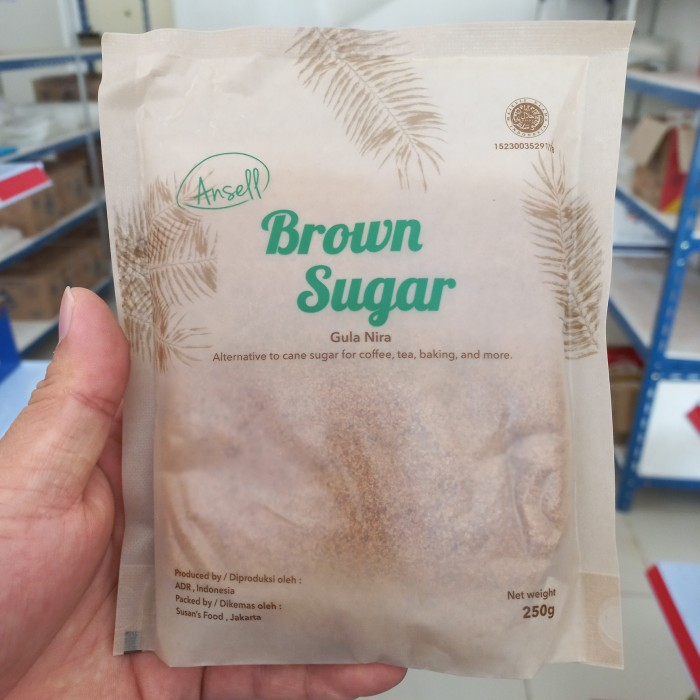 Ansell
Brown
Sugar
Gula Nira
Alternative to cane sugar for coffee, tea, baking, and more.
Produced by / Diproduksi oleh :
ADR , Indonesia
Packed by / Dikemas oleh :
Susan's Food , Jakarta
Net weight
250g